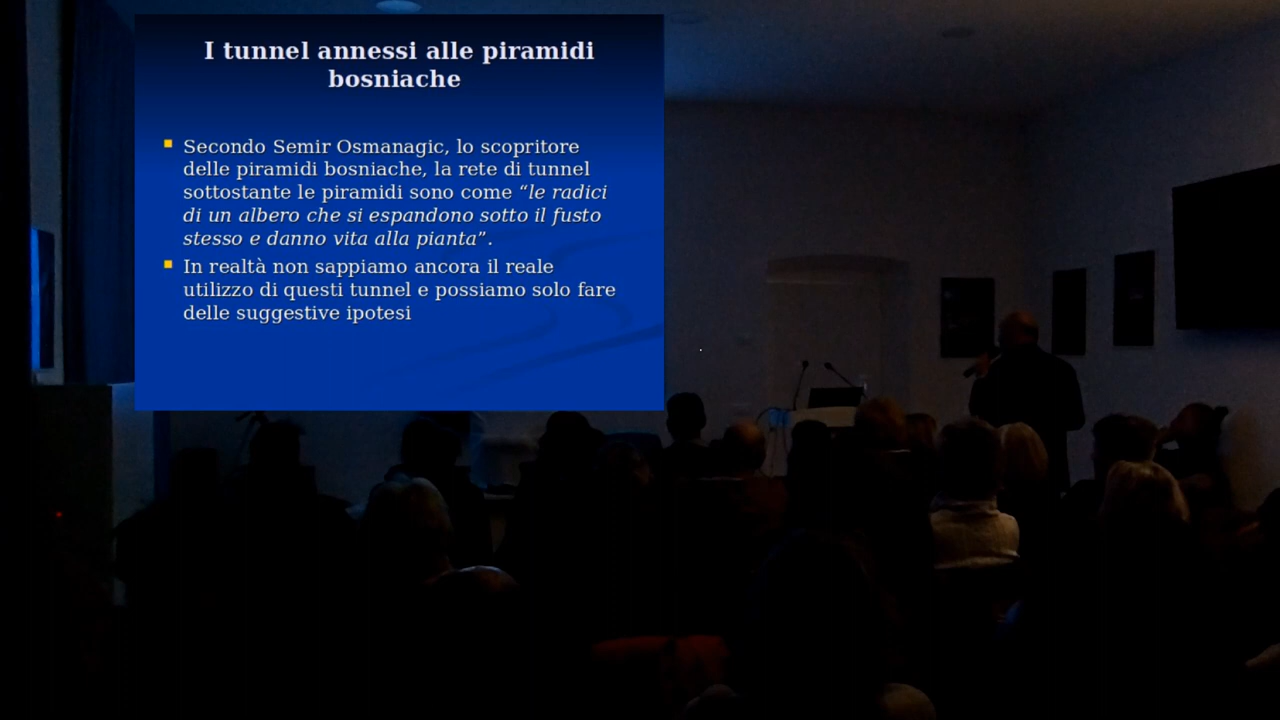 I tunnel annessi alle piramidi
bosniache
Secondo Semir Osmanagic, lo scopritore
delle piramidi bosniache, la rete di tunnel
sottostante le piramidi sono come “le radici
di un albero che si espandono sotto il fusto
stesso e danno vita alla pianta”.
In realtà non sappiamo ancora il reale
utilizzo di questi tunnel e possiamo solo fare
delle suggestive ipotesi